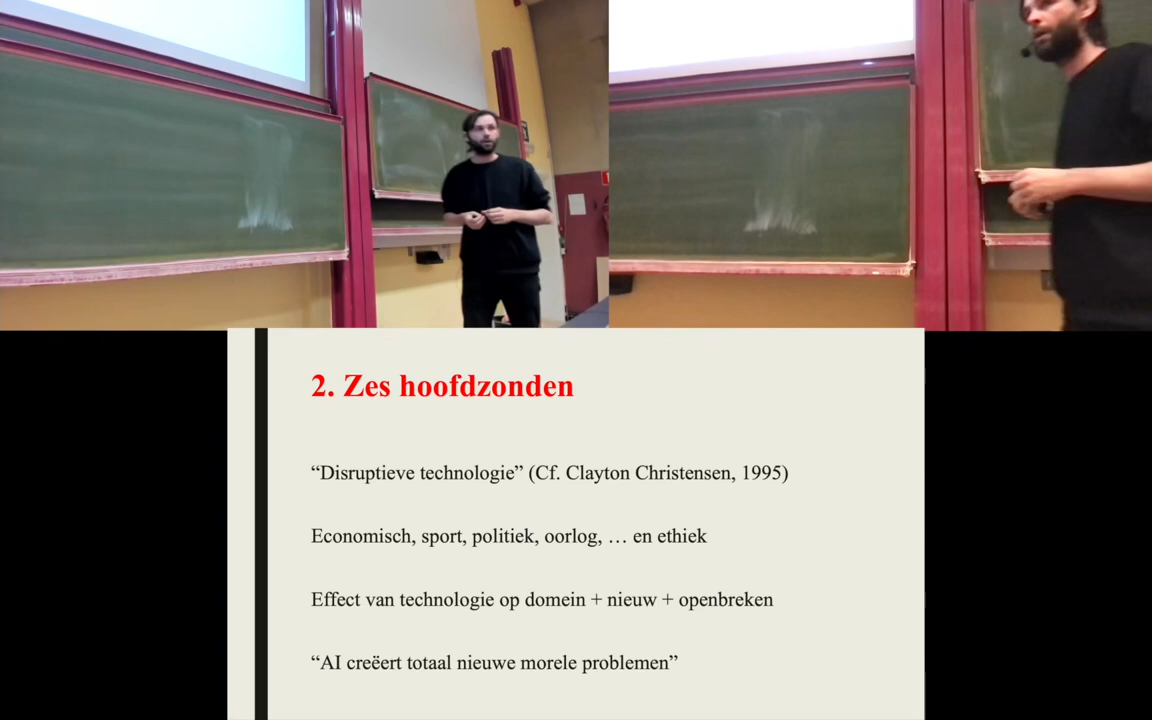 2. Zes hoofdzonden
“Disruptieve technologie” (Cf. Clayton Christensen, 1995)
Economisch, sport, politiek, oorlog, … en ethiek
Effect van technologie op domein + nieuw + openbreken
“AI creëert totaal nieuwe morele problemen”